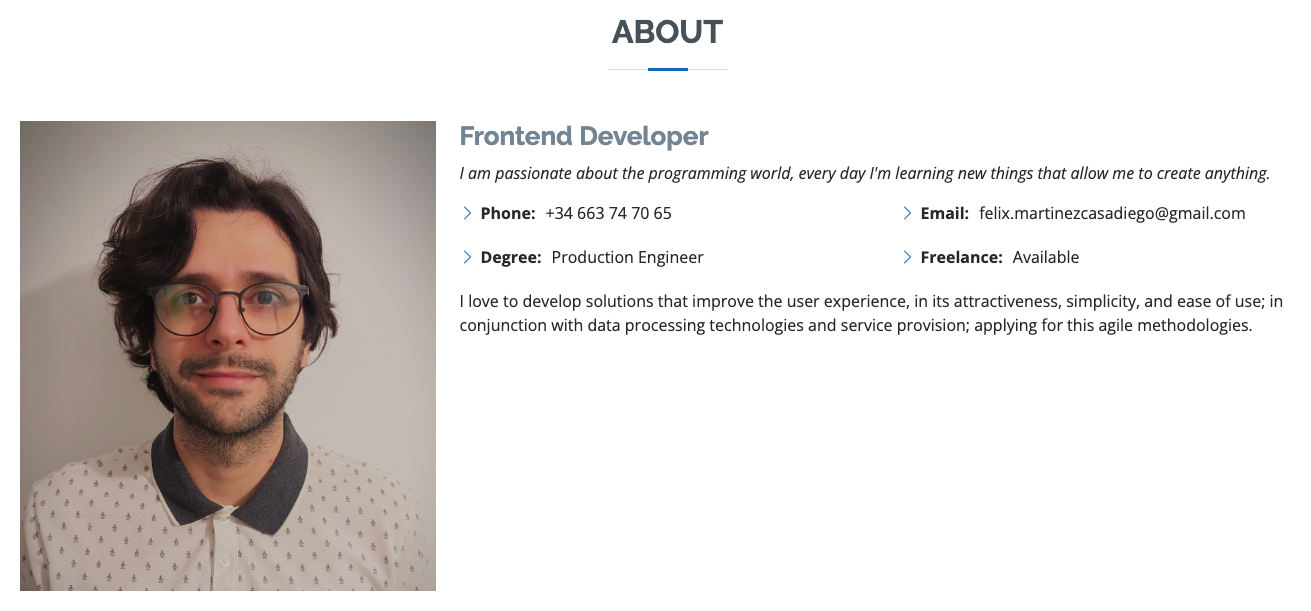 ABOUT
Frontend Developer
I am passionate about the programming world, every day I'm learning new things that allow me to create anything.
Phone: +34 663 74 70 65
Email: felix.martinezcasadiego@gmail.com
Degree: Production Engineer
Freelance: Available
I love to develop solutions that improve the user experience, in its attractiveness, simplicity, and ease of use; in
conjunction with data processing technologies and service provision; applying for this agile methodologies.